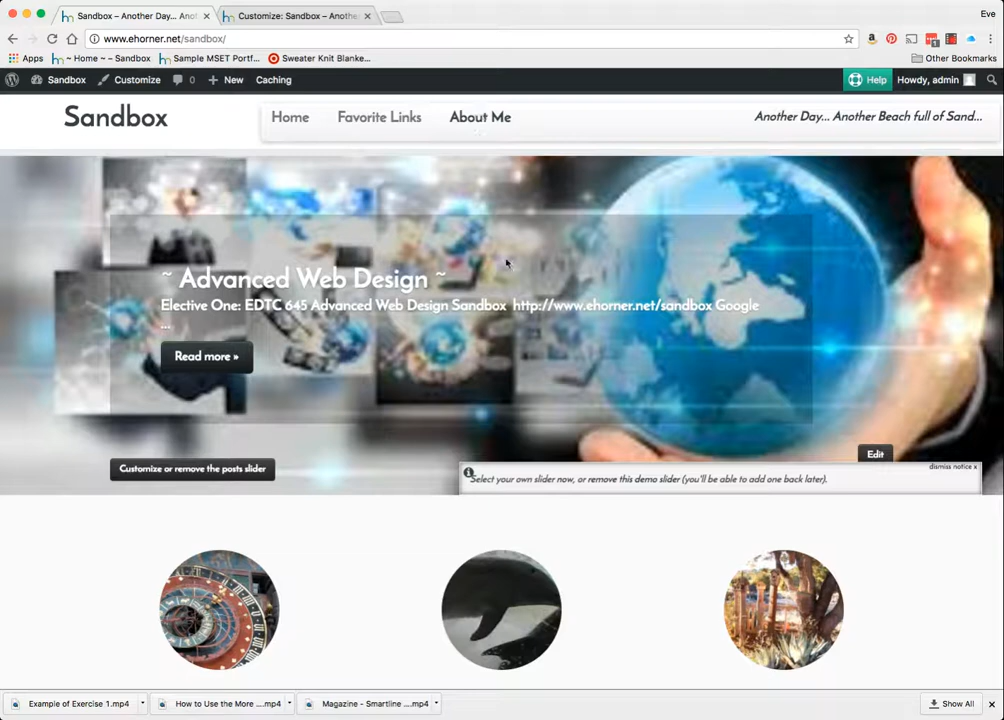 Sandbox – Another Day... Ano
Customize: Sandbox – Anothe
Eve
www.ehorner.net/sandbox/
Apps
~ Home ~ – Sandbox
Sample MSET Portf...
Sweater Knit Blanke...
Other Bookmarks
Sandbox
Customize
0
New
Caching
Help
Howdy, admin
Sandbox
Home
Favorite Links
About Me
Another Day... Another Beach full of Sand...
~ Advanced Web Design ~
Elective One: EDTC 645 Advanced Web Design Sandbox http://www.ehorner.net/sandbox Google
...
Read more »
Customize or remove the posts slider
Edit
dismiss notice x
Select your own slider now, or remove this demo slider (you'll be able to add one back later).
Example of Exercise 1.mp4
How to Use the More ....mp4
Magazine - Smartline ....mp4
Show All